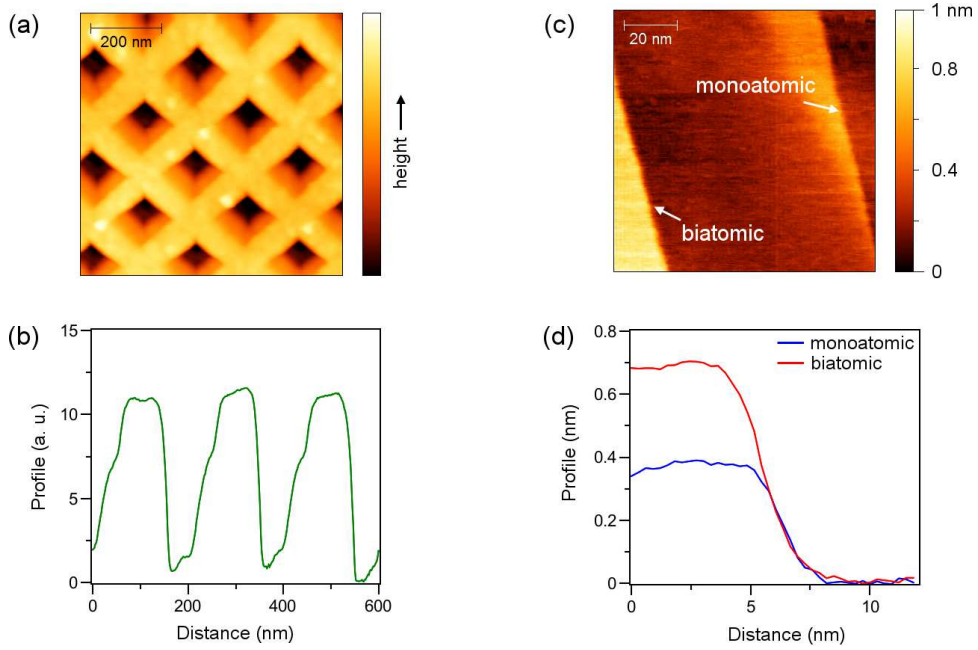 (a)
200 nm
height
(c)
20 nm
monoatomic
biatomic
1 nm
0.8
0.4
0
(b)
15
10
5
0
Profile (a. u.)
0
200
400
600
Distance (nm)
(d)
0.8
0.6
0.4
0.2
0
Profile (nm)
monoatomic
biatomic
0
5
10
Distance (nm)